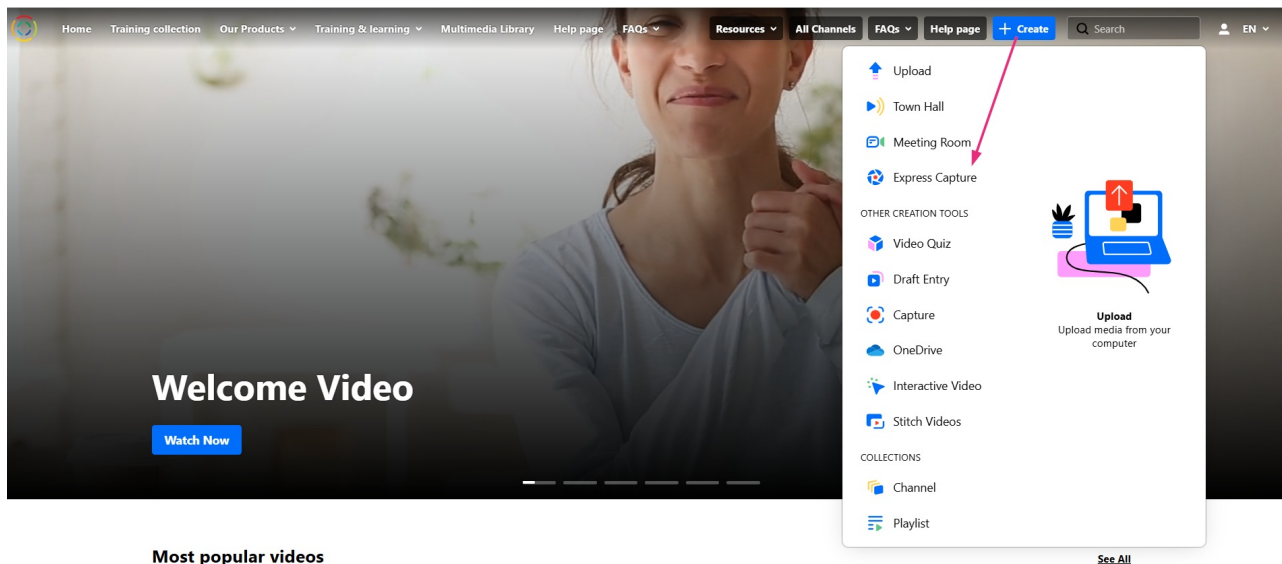 Home Training collection Our Products Training & learning Multimedia Library Help page FAQs Resources All Channels FAQs Help page + Create Search EN
Upload
Town Hall
Meeting Room
Express Capture
OTHER CREATION TOOLS
Video Quiz
Draft Entry
Capture
OneDrive
Interactive Video
Stitch Videos
COLLECTIONS
Channel
Playlist
Upload
Upload media from your
computer
Welcome Video
Watch Now
Most popular videos
See All